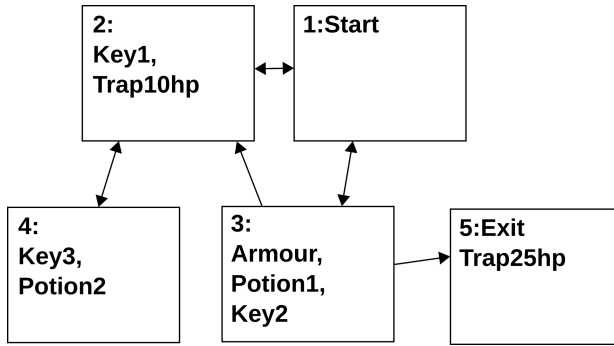 2:
Key1,
Trap10hp
1:Start
4:
Key3,
Potion2
3:
Armour,
Potion1,
Key2
5:Exit
Trap25hp